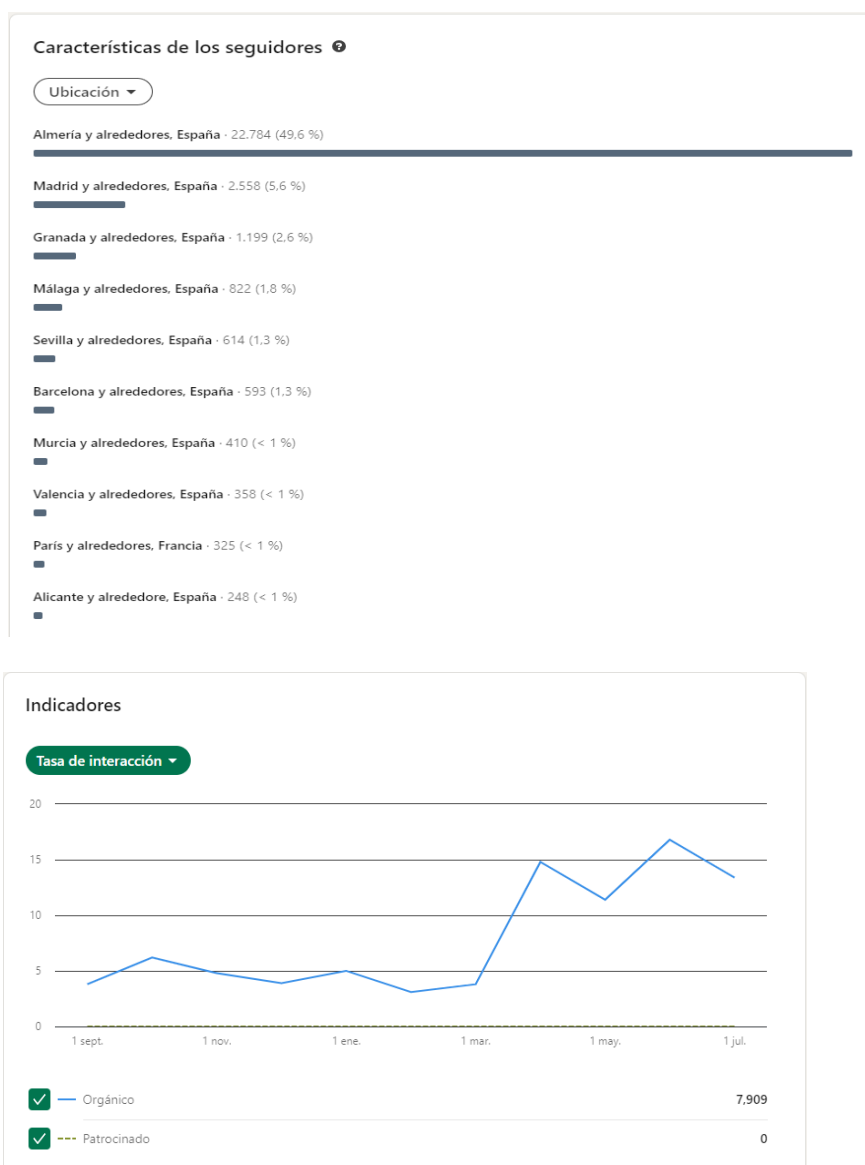 Características de los seguidores ?
Ubicación
Almería y alrededores, España · 22.784 (49,6 %)
Madrid y alrededores, España · 2.558 (5,6 %)
Granada y alrededores, España · 1.199 (2,6 %)
Málaga y alrededores, España · 822 (1,8 %)
Sevilla y alrededores, España · 614 (1,3 %)
Barcelona y alrededores, España · 593 (1,3 %)
Murcia y alrededores, España · 410 (< 1 %)
Valencia y alrededores, España · 358 (< 1 %)
París y alrededores, Francia · 325 (< 1 %)
Alicante y alrededore, España · 248 (< 1 %)
Indicadores
Tasa de interacción
20
15
10
5
0
1 sept. 1 nov. 1 ene. 1 mar. 1 may. 1 jul.
Orgánico 7,909
Patrocinado 0